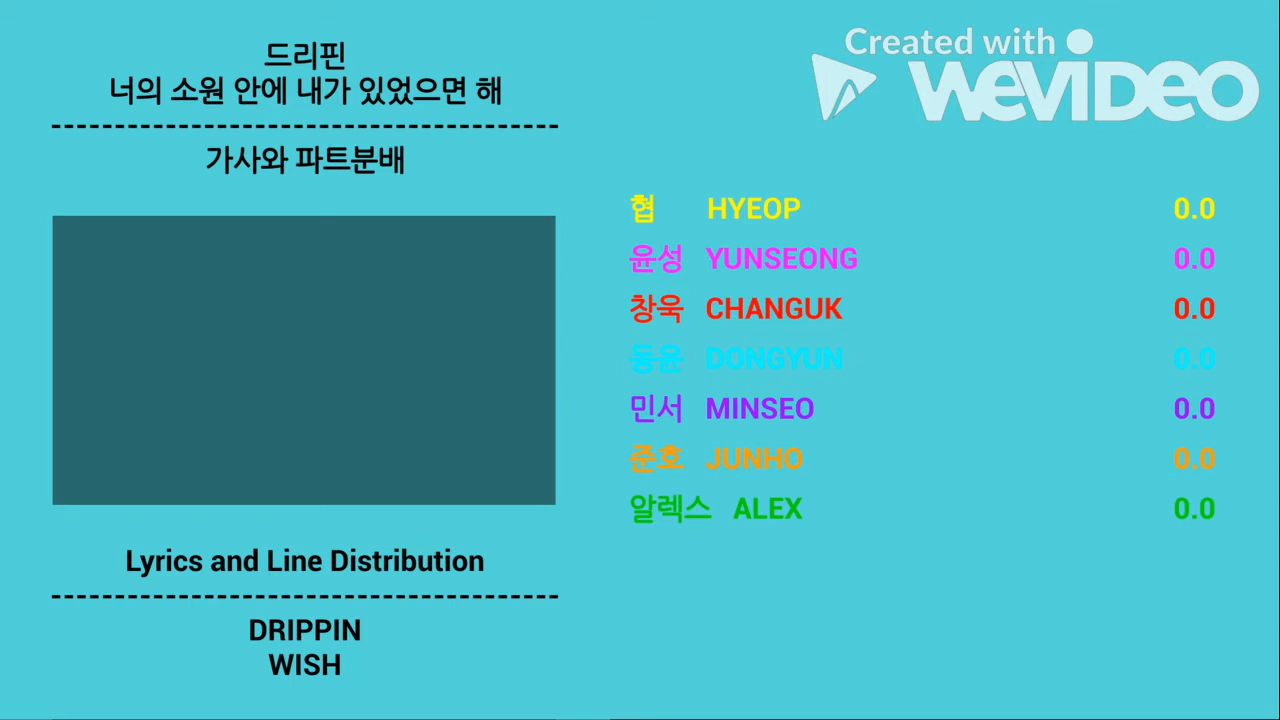 드리핀
너의 소원 안에 내가 있었으면 해
가사와 파트분배
Lyrics and Line Distribution
DRIPPIN
WISH
Created with
WEVIDEO
협 HYEOP 0.0
윤성 YUNSEONG 0.0
창욱 CHANGUK 0.0
동윤 DONGYUN 0.0
민서 MINSEO 0.0
준호 JUNHO 0.0
알렉스 ALEX 0.0